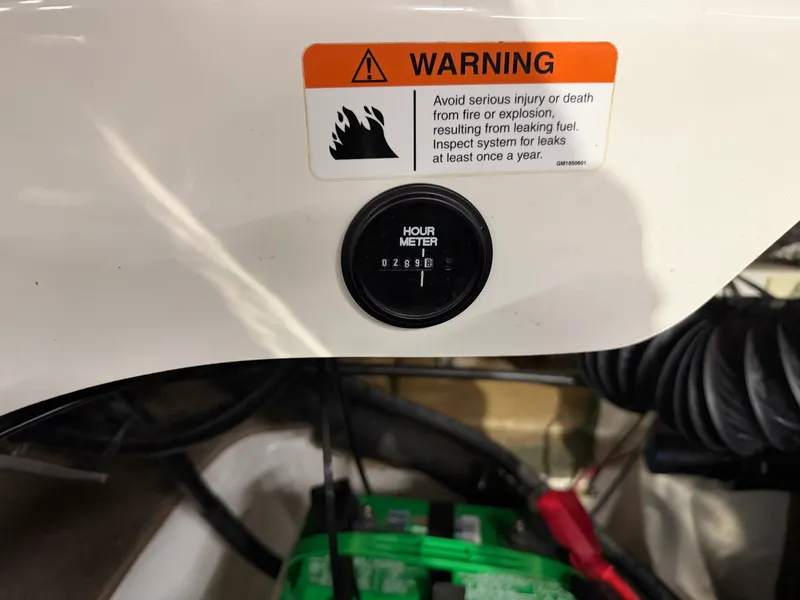 WARNING
Avoid serious injury or death
from fire or explosion,
resulting from leaking fuel.
Inspect system for leaks
at least once a year.
GM1850601
HOUR
METER
02898